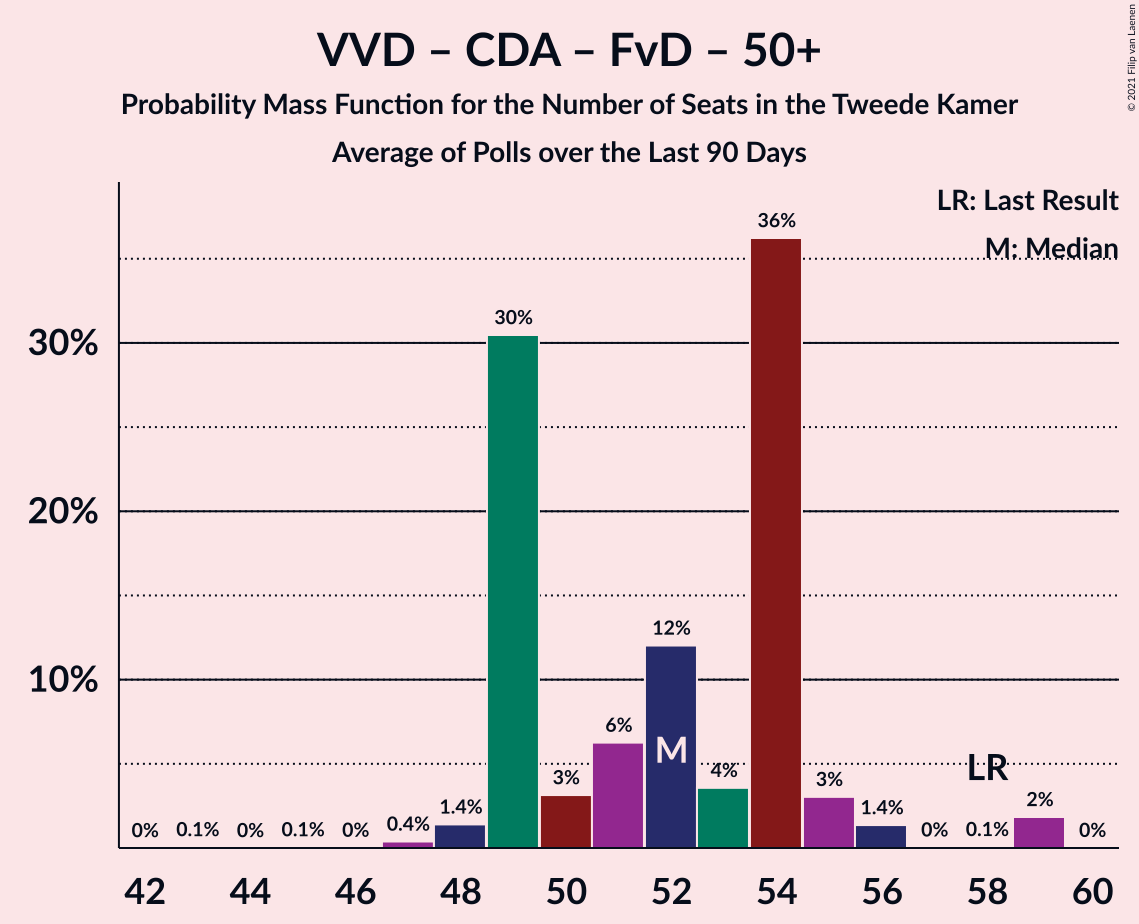 VVD – CDA – FvD – 50+
Probability Mass Function for the Number of Seats in the Tweede Kamer
Average of Polls over the Last 90 Days
© 2021 Filip van Laenen
LR: Last Result
M: Median
30%
20%
10%
0%
0.1%
0%
0.1%
0%
0.4%
1.4%
30%
3%
6%
12%
4%
36%
3%
1.4%
0%
0.1%
2%
0%
M
LR
42 44 46 48 50 52 54 56 58 60